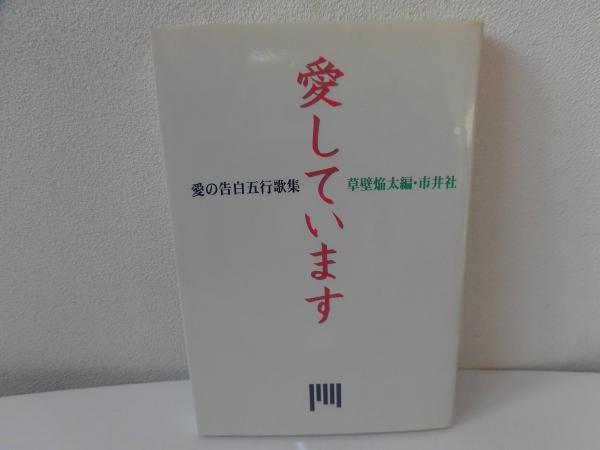 愛しています
愛の告白五行歌集
草壁焔太編・市井社